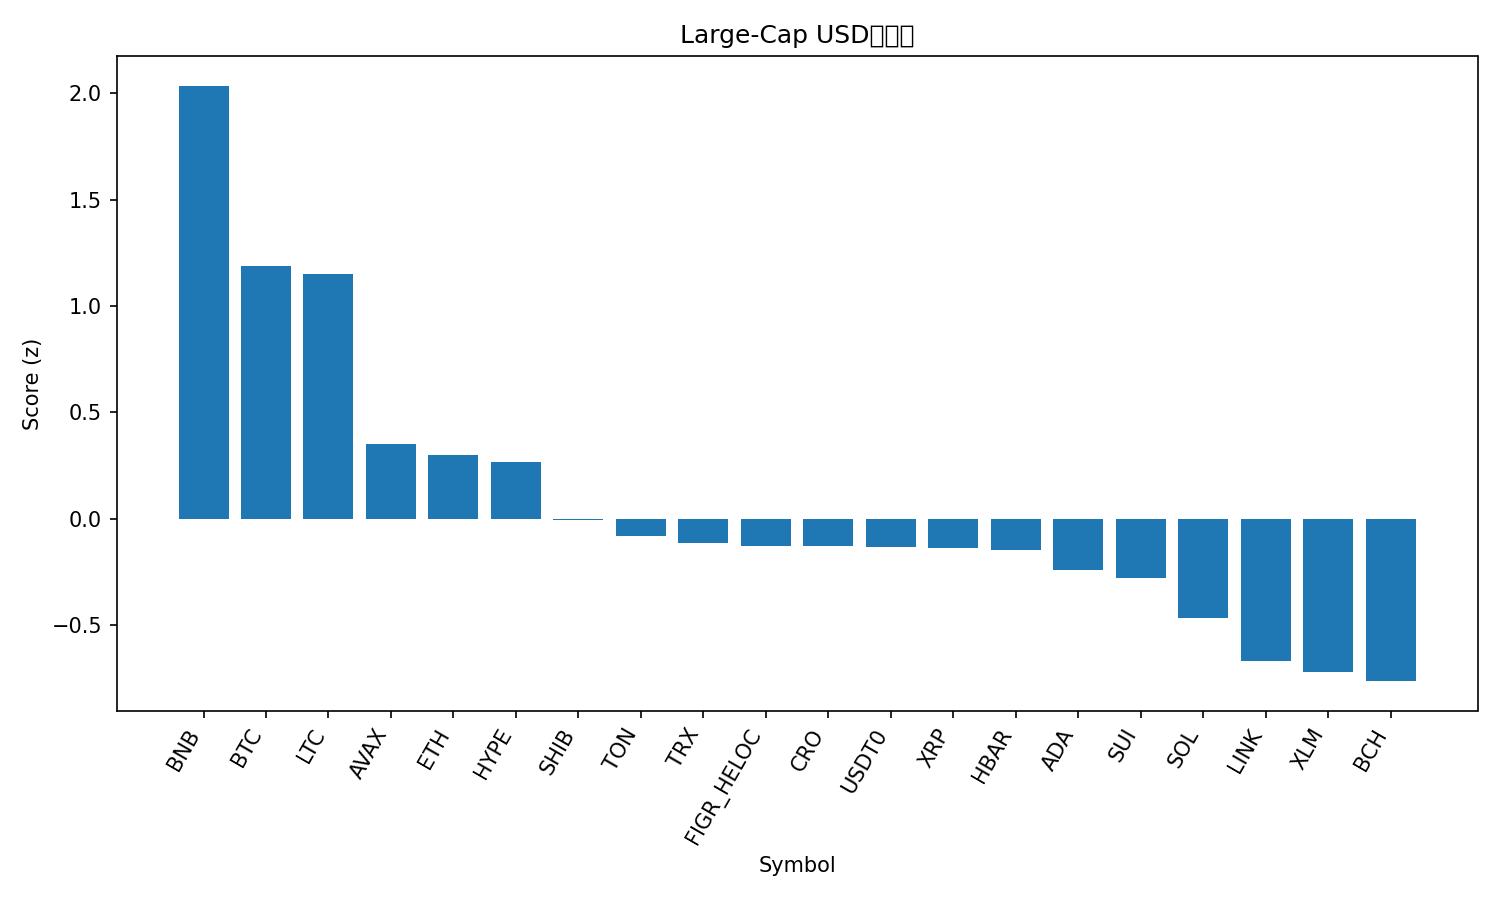 Large-Cap USD
2.0
1.5
1.0
0.5
0.0
−0.5
Score (z)
BNB
BTC
LTC
AVAX
ETH
HYPE
SHIB
TON
TRX
FIGR_HELOC
CRO
USDT0
XRP
HBAR
ADA
SUI
SOL
LINK
XLM
BCH
Symbol